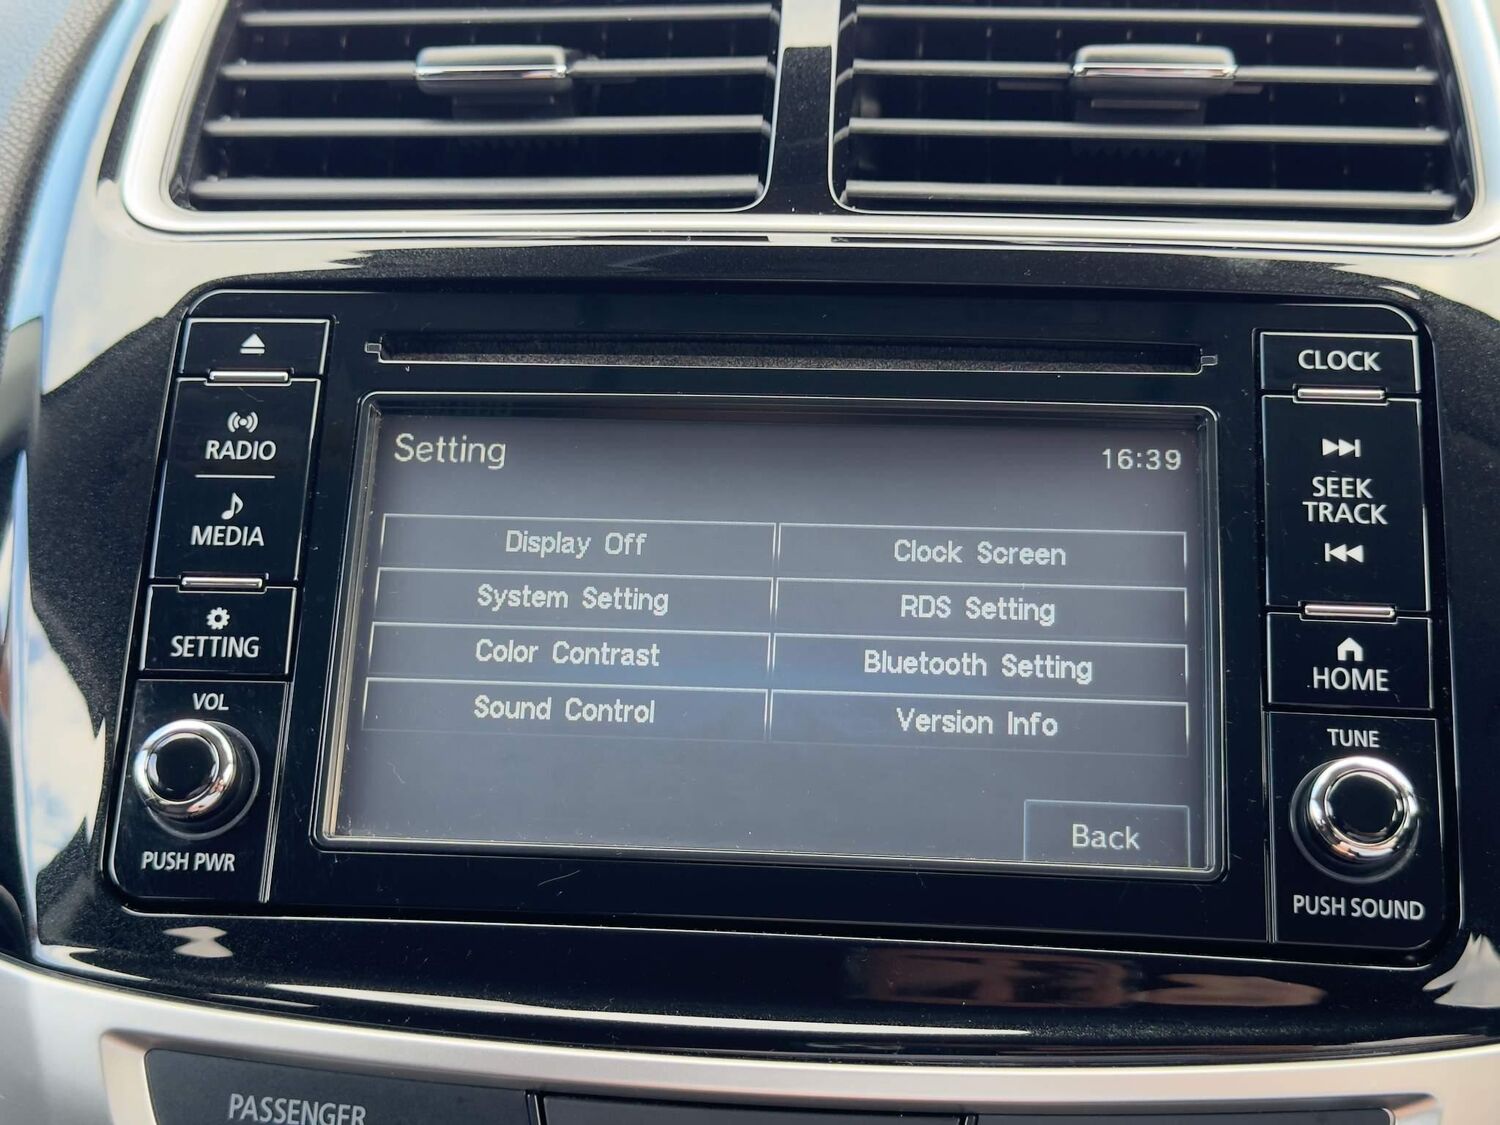 CLOCK
RADIO
MEDIA
SETTING
VOL
PUSH PWR
Setting
16:39
Display Off
Clock Screen
System Setting
RDS Setting
Color Contrast
Bluetooth Setting
Sound Control
Version Info
Back
SEEK
TRACK
HOME
TUNE
PUSH SOUND
PASSENGER